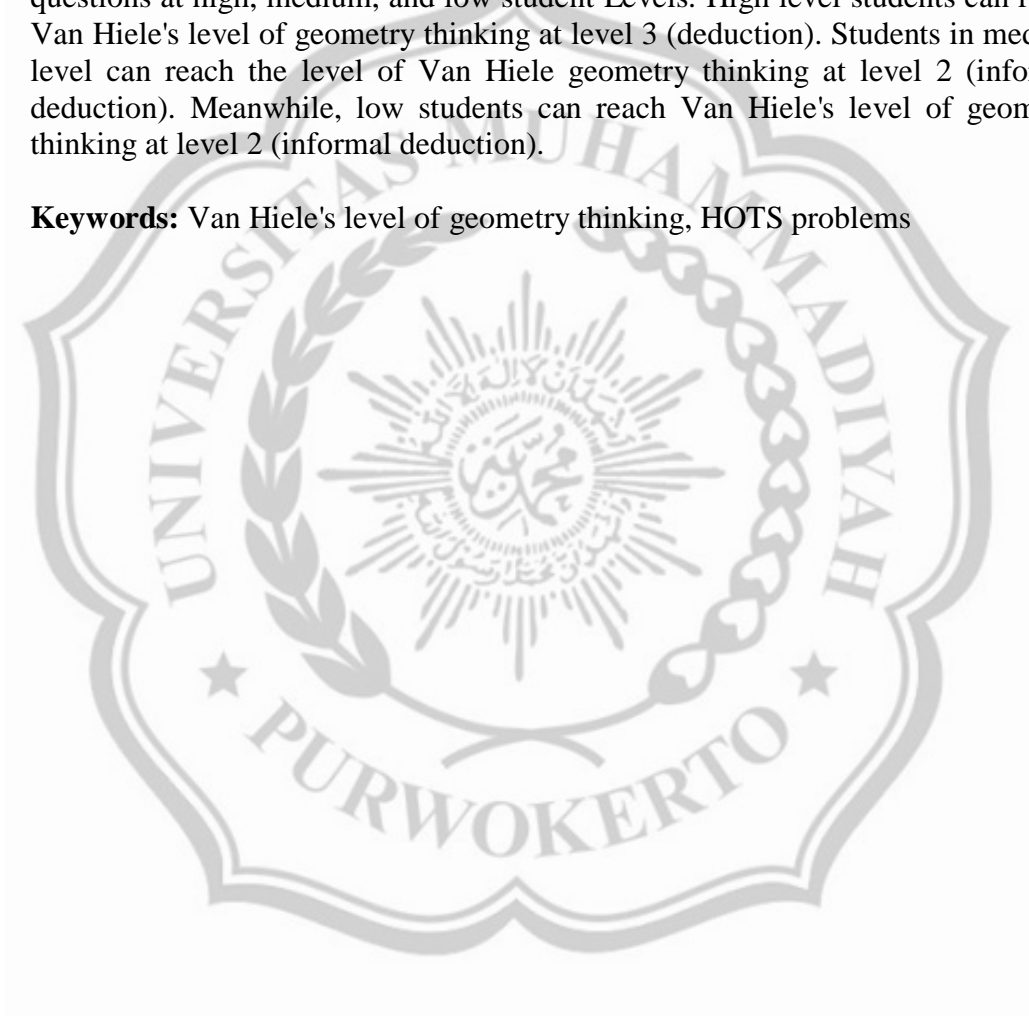 questions at high, medium, and low student Levels. High level students can r
Van Hiele's level of geometry thinking at level 3 (deduction). Students in med
level can reach the level of Van Hiele geometry thinking at level 2 (infor
deduction). Meanwhile, low students can reach Van Hiele's level of geom
thinking at level 2 (informal deduction).
Keywords: Van Hiele's level of geometry thinking, HOTS problems
UNIVERSITAS MUHAMMADIYAH
PURWOKERTO